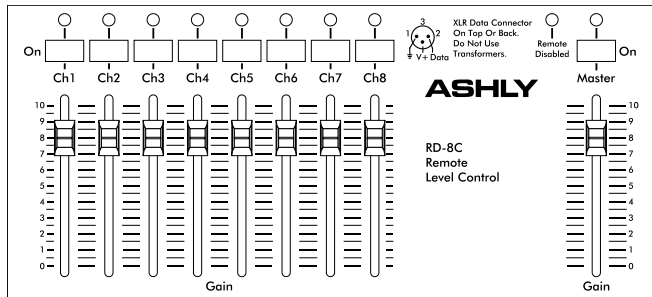 3
1
2
V+ Data
XLR Data Connector
On Top Or Back.
Do Not Use
Transformers.
Remote
Disabled
On
On
Ch1 Ch2 Ch3 Ch4 Ch5 Ch6 Ch7 Ch8
Master
ASHLY
RD-8C
Remote
Level Control
10
9
8
7
6
5
4
3
2
1
0
10
9
8
7
6
5
4
3
2
1
0
Gain
Gain